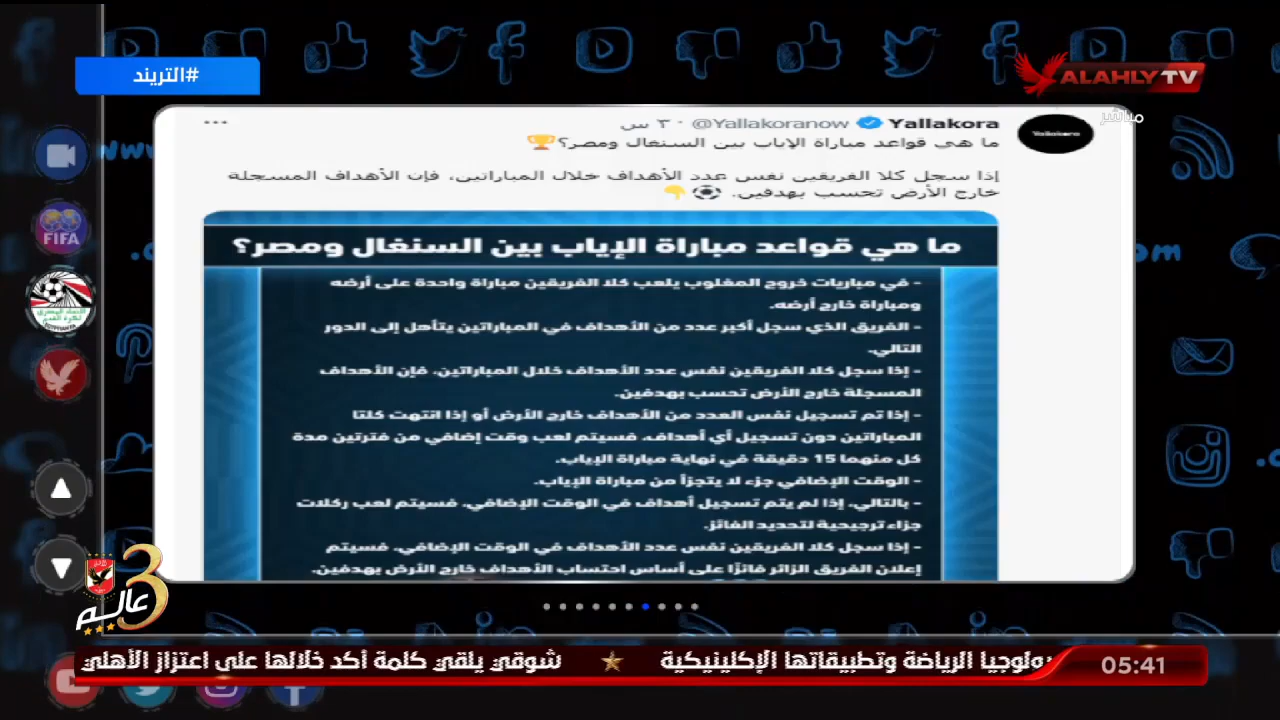 #التريند
ALAHLY TV
مباشر
Yallakora @Yallakoranow · ٣ س
ما هي قواعد مباراة الإياب بين السنغال ومصر؟🏆
إذا سجل كلا الفريقين نفس عدد الأهداف خلال المباراتين، فإن الأهداف المسجلة
خارج الأرض تحسب بهدفين. ⚽👇
ما هي قواعد مباراة الإياب بين السنغال ومصر؟
- في مباريات خروج المغلوب يلعب كلا الفريقين مباراة واحدة على أرضه
ومباراة خارج أرضه.
- الفريق الذي سجل أكبر عدد من الأهداف في المباراتين يتأهل إلى الدور
التالي.
- إذا سجل كلا الفريقين نفس عدد الأهداف خلال المباراتين، فإن الأهداف
المسجلة خارج الأرض تحسب بهدفين.
- إذا تم تسجيل نفس العدد من الأهداف خارج الأرض أو إذا انتهت كلتا
المباراتين دون تسجيل أي أهداف، فسيتم لعب وقت إضافي من فترتين مدة
كل منهما 15 دقيقة في نهاية مباراة الإياب.
- الوقت الإضافي جزء لا يتجزأ من مباراة الإياب.
- بالتالي، إذا لم يتم تسجيل أهداف في الوقت الإضافي، فسيتم لعب ركلات
جزاء ترجيحية لتحديد الفائز.
- إذا سجل كلا الفريقين نفس عدد الأهداف في الوقت الإضافي، فسيتم
إعلان الفريق الزائر فائزًا على أساس احتساب الأهداف خارج الأرض بهدفين.
FIFA
3 عالم
05:41
ولوجيا الرياضة وتطبيقاتها الإكلينيكية
شوقي يلقي كلمة أكد خلالها على اعتزاز الأهلي